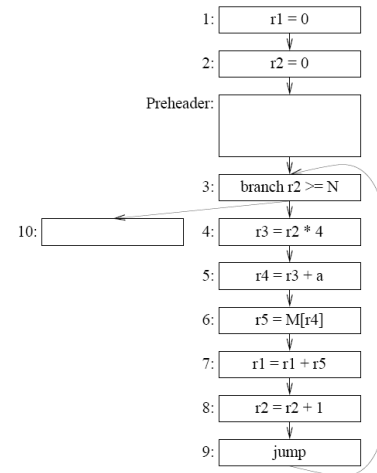 1: r1 = 0
2: r2 = 0
Preheader:
3: branch r2 >= N
10:
4: r3 = r2 * 4
5: r4 = r3 + a
6: r5 = M[r4]
7: r1 = r1 + r5
8: r2 = r2 + 1
9: jump